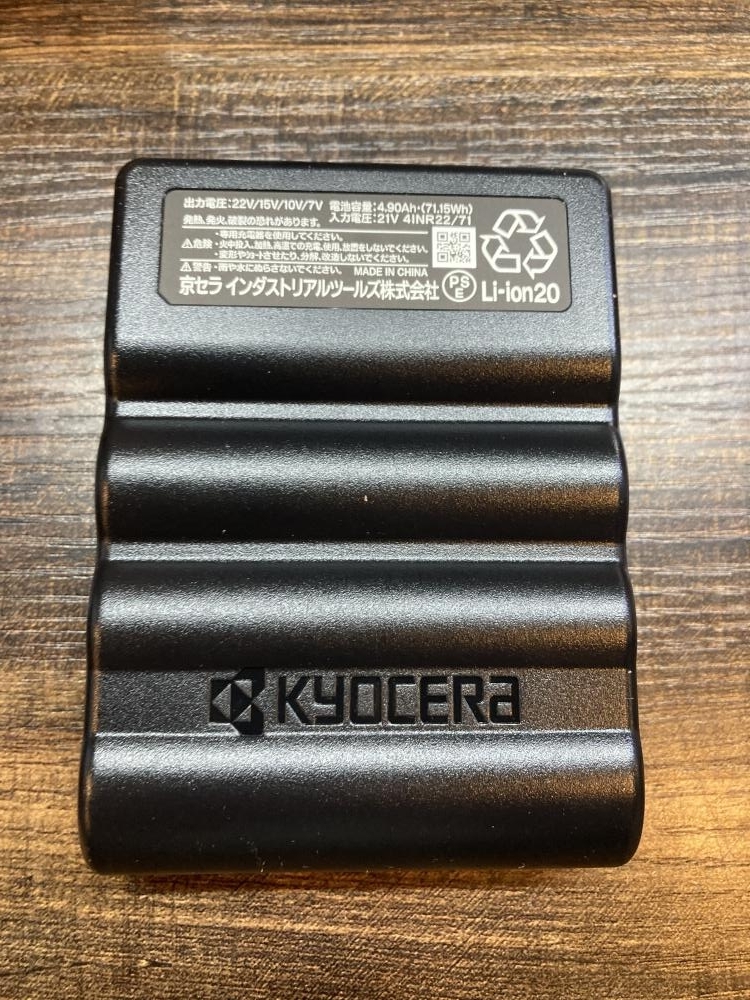 出力電圧:22V/15V/10V/7V 電池容量:4.90Ah・(71.15Wh)
発熱、発火、破裂の恐れがあります。 入力電圧:21V 4INR22/71
・専用充電器を使用してください。
⚠危険・火中投入、加熱、高温での充電、使用、放置をしないでください。
・変形やショートさせたり、分解、改造しないでください。
⚠警告・雨や水にぬらさないでください。 MADE IN CHINA
京セラ インダストリアルツールズ株式会社 PSE Li-ion20
KYOCERA